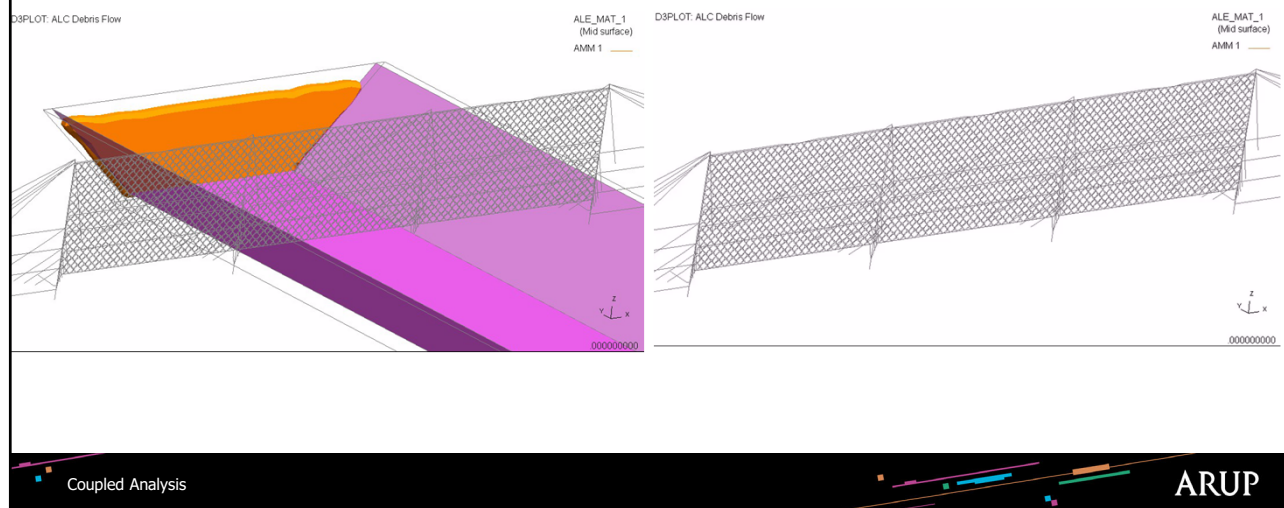 D3PLOT: ALC Debris Flow
ALE_MAT_1
(Mid surface)
AMM 1
Z
Y X
.000000000
D3PLOT: ALC Debris Flow
ALE_MAT_1
(Mid surface)
AMM 1
Z
Y X
.000000000
Coupled Analysis
ARUP